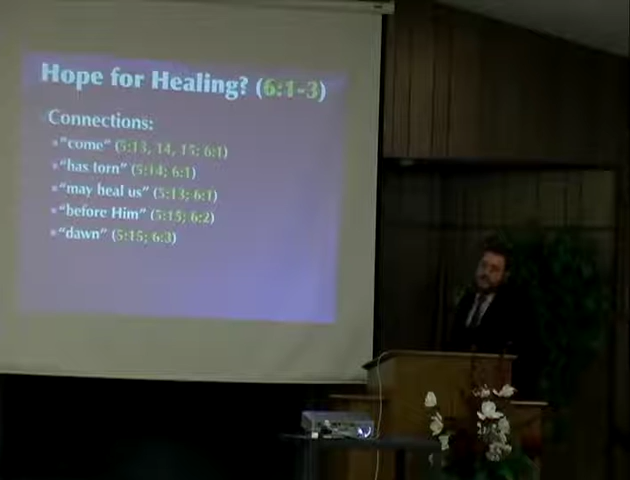 Hope for Healing? (6:1-3)
Connections:
"come" (5:13, 14, 15; 6:1)
"has torn" (5:14; 6:1)
"may heal us" (5:13; 6:1)
"before Him" (5:15; 6:2)
"dawn" (5:15; 6:3)